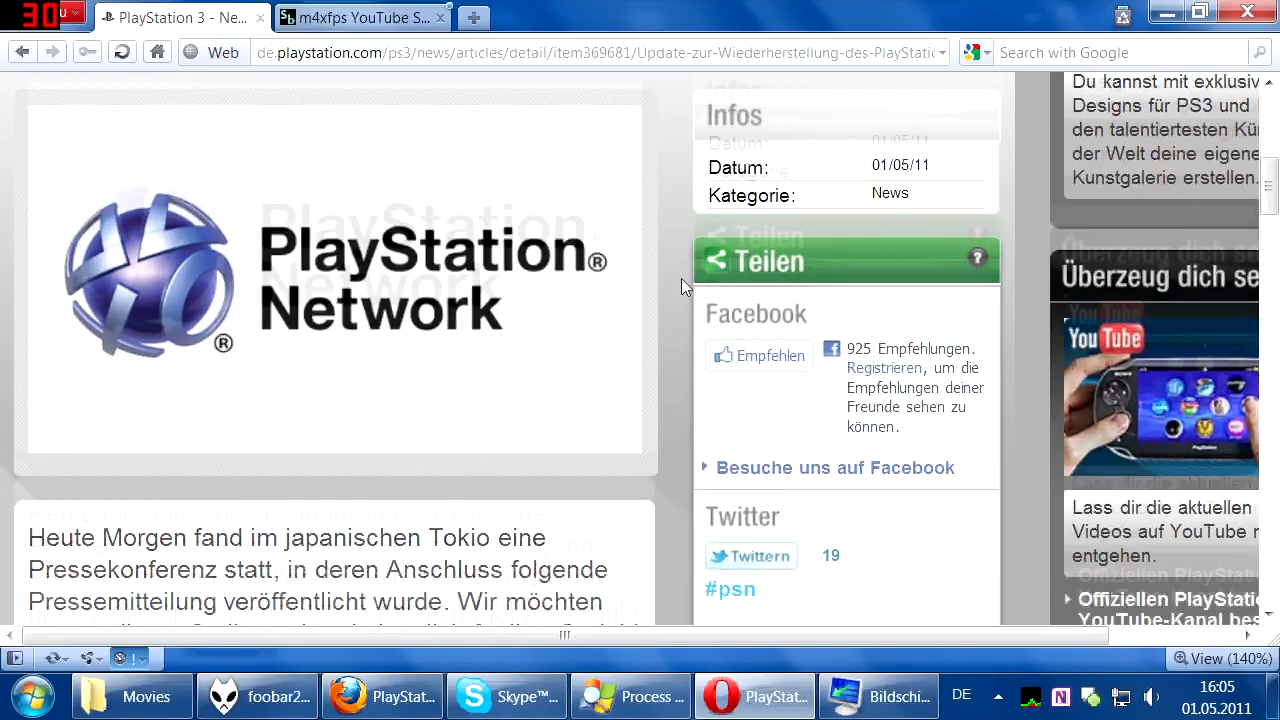 30
PlayStation 3 - Ne...
m4xfps YouTube S...
Web
de.playstation.com/ps3/news/articles/detail/item369681/Update-zur-Wiederherstellung-des-PlayStatic
Search with Google
PlayStation®
Network
®
Heute Morgen fand im japanischen Tokio eine
Pressekonferenz statt, in deren Anschluss folgende
Pressemitteilung veröffentlicht wurde. Wir möchten
Infos
Datum: 01/05/11
Kategorie: News
Teilen ?
Facebook
Empfehlen
925 Empfehlungen.
Registrieren, um die
Empfehlungen deiner
Freunde sehen zu
können.
Besuche uns auf Facebook
Twitter
Twittern 19
#psn
Du kannst mit exklusiv
Designs für PS3 und
den talentiertesten Kü
der Welt deine eigene
Kunstgalerie erstellen.
Überzeug dich se
You Tube
Lass dir die aktuellen
Videos auf YouTube
entgehen.
Offiziellen PlayStatio
YouTube-Kanal bes
View (140%)
Movies
foobar2...
PlayStat...
Skype™...
Process ...
PlayStat...
Bildschi...
DE
16:05
01.05.2011